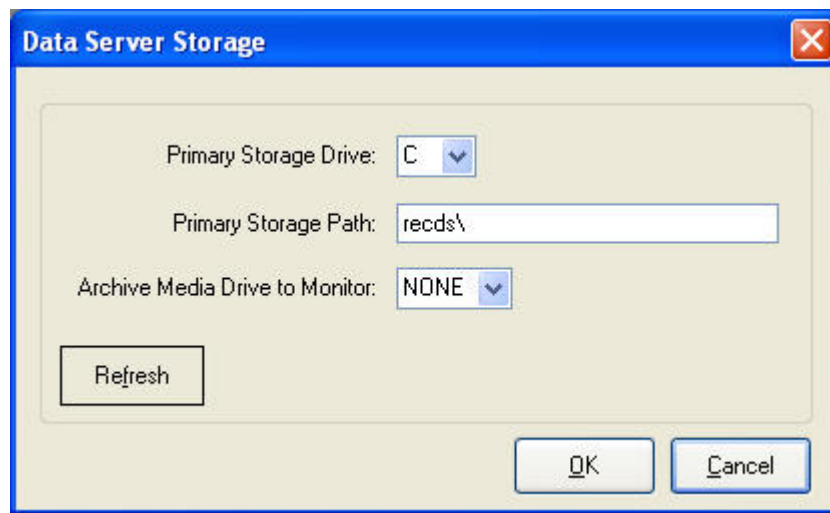 Data Server Storage
Primary Storage Drive: C
Primary Storage Path: recds\
Archive Media Drive to Monitor: NONE
Refresh
OK Cancel